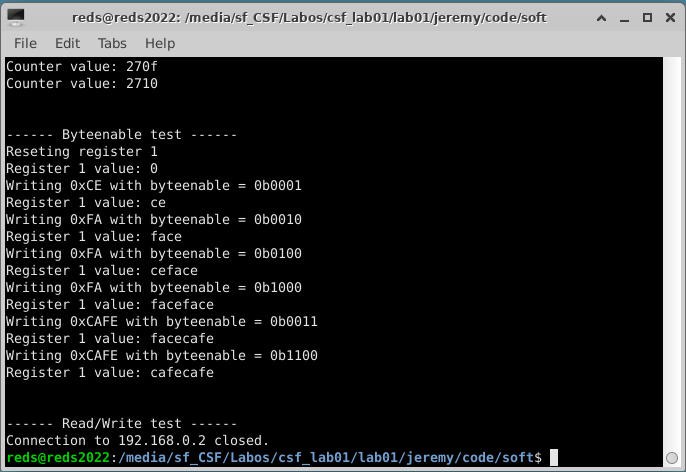 reds@reds2022: /media/sf_CSF/Labos/csf_lab01/lab01/jeremy/code/soft
File Edit Tabs Help
Counter value: 270f
Counter value: 2710
------ Byteenable test ------
Reseting register 1
Register 1 value: 0
Writing 0xCE with byteenable = 0b0001
Register 1 value: ce
Writing 0xFA with byteenable = 0b0010
Register 1 value: face
Writing 0xFA with byteenable = 0b0100
Register 1 value: ceface
Writing 0xFA with byteenable = 0b1000
Register 1 value: faceface
Writing 0xCAFE with byteenable = 0b0011
Register 1 value: facecafe
Writing 0xCAFE with byteenable = 0b1100
Register 1 value: cafecafe
------ Read/Write test ------
Connection to 192.168.0.2 closed.
reds@reds2022:/media/sf_CSF/Labos/csf_lab01/lab01/jeremy/code/soft$